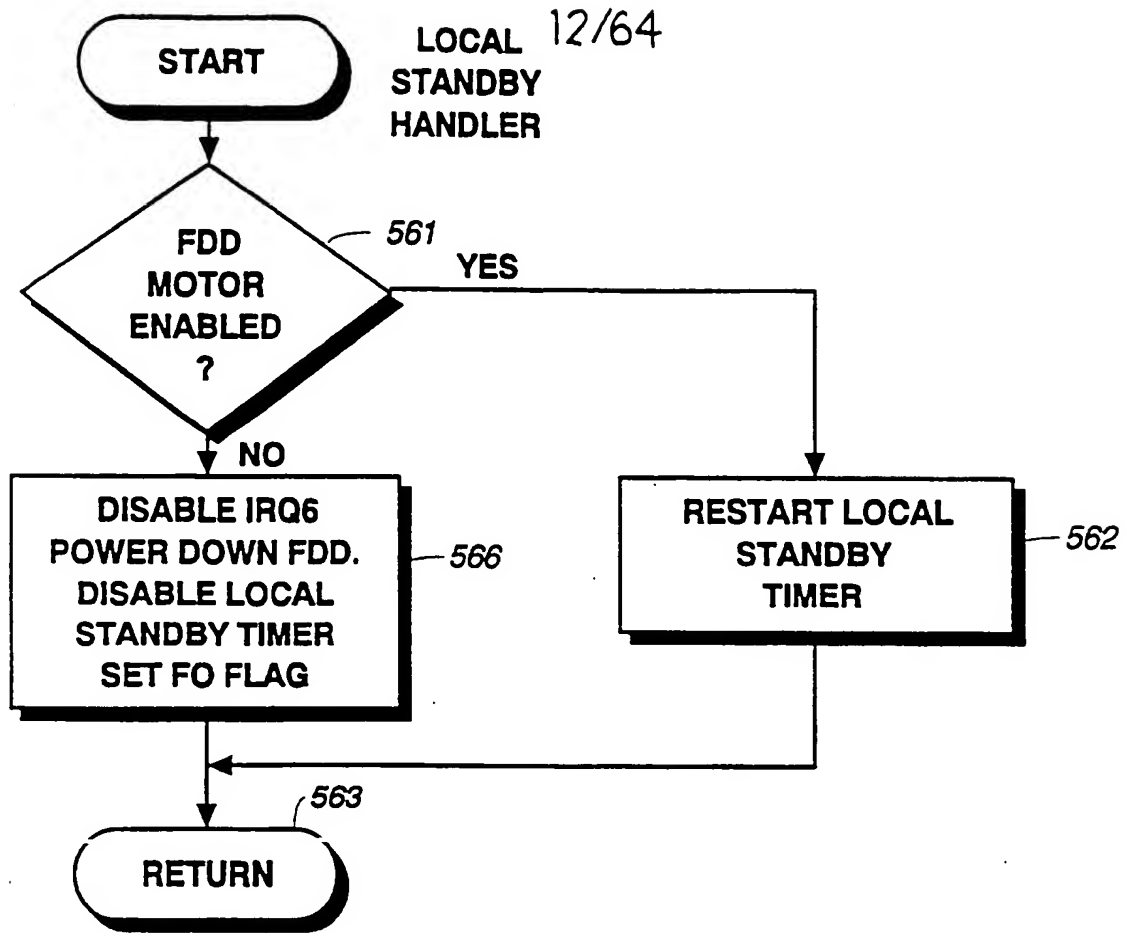 12/64
START
LOCAL
STANDBY
HANDLER
FDD
MOTOR
ENABLED
?
561
YES
NO
DISABLE IRQ6
POWER DOWN FDD.
DISABLE LOCAL
STANDBY TIMER
SET FO FLAG
566
RESTART LOCAL
STANDBY
TIMER
562
563
RETURN